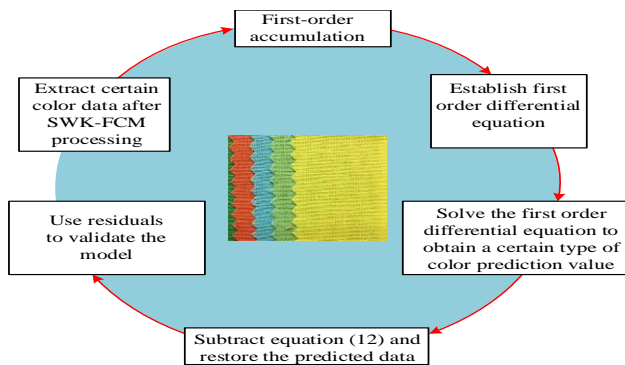 First-order
accumulation
Extract certain
color data after
SWK-FCM
processing
Establish first
order differential
equation
Use residuals
to validate the
model
Solve the first order
differential equation to
obtain a certain type of
color prediction value
Subtract equation (12) and
restore the predicted data